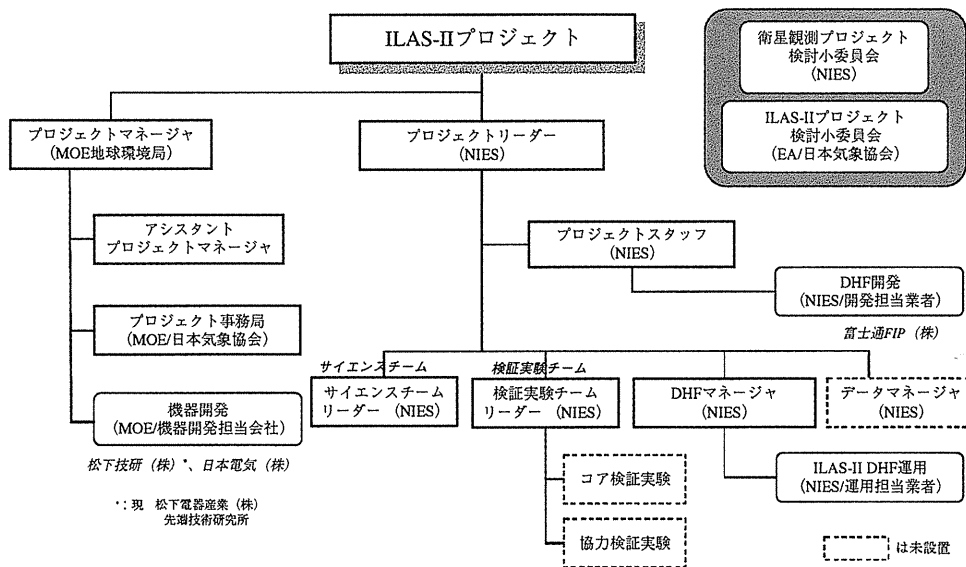 ILAS-IIプロジェクト
衛星観測プロジェクト
検討小委員会
(NIES)
ILAS-IIプロジェクト
検討小委員会
(EA/日本気象協会)
プロジェクトマネージャ
(MOE地球環境局)
プロジェクトリーダー
(NIES)
アシスタント
プロジェクトマネージャ
プロジェクトスタッフ
(NIES)
DHF開発
(NIES/開発担当業者)
富士通FIP（株）
プロジェクト事務局
(MOE/日本気象協会)
サイエンスチーム
サイエンスチーム
リーダー (NIES)
検証実験チーム
検証実験チーム
リーダー (NIES)
DHFマネージャ
(NIES)
データマネージャ
(NIES)
機器開発
(MOE/機器開発担当会社)
松下技研（株）*、日本電気（株）
*：現 松下電器産業（株）
先端技術研究所
コア検証実験
協力検証実験
ILAS-II DHF運用
(NIES/運用担当業者)
は未設置